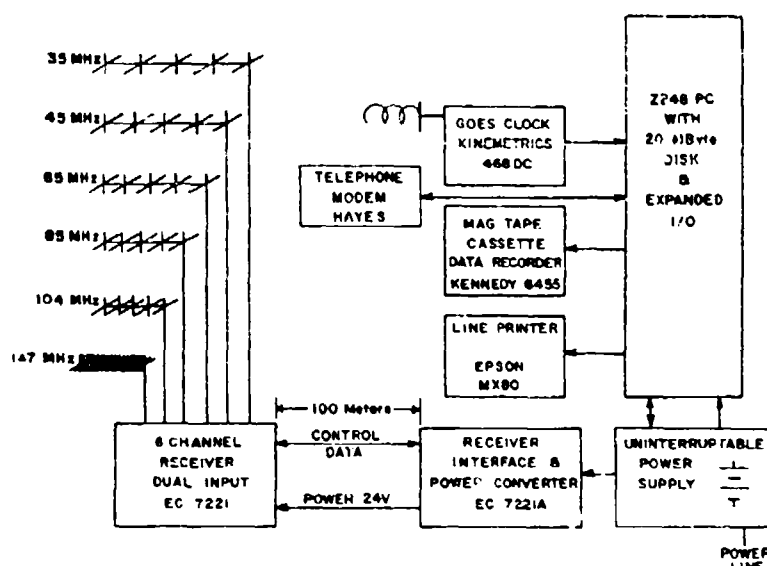 35 MHz
45 MHz
65 MHz
85 MHz
104 MHz
147 MHz
GOES CLOCK
KINEMETRICS
468 DC
TELEPHONE
MODEM
HAYES
MAG TAPE
CASSETTE
DATA RECORDER
KENNEDY 6455
LINE PRINTER
EPSON
MX80
Z248 PC
WITH
20 MByte
DISK
&
EXPANDED
I/O
100 Meters
6 CHANNEL
RECEIVER
DUAL INPUT
EC 7221
CONTROL
DATA
POWER 24V
RECEIVER
INTERFACE &
POWER CONVERTER
EC 7221A
UNINTERRUPTABLE
POWER
SUPPLY
POWER
LINE